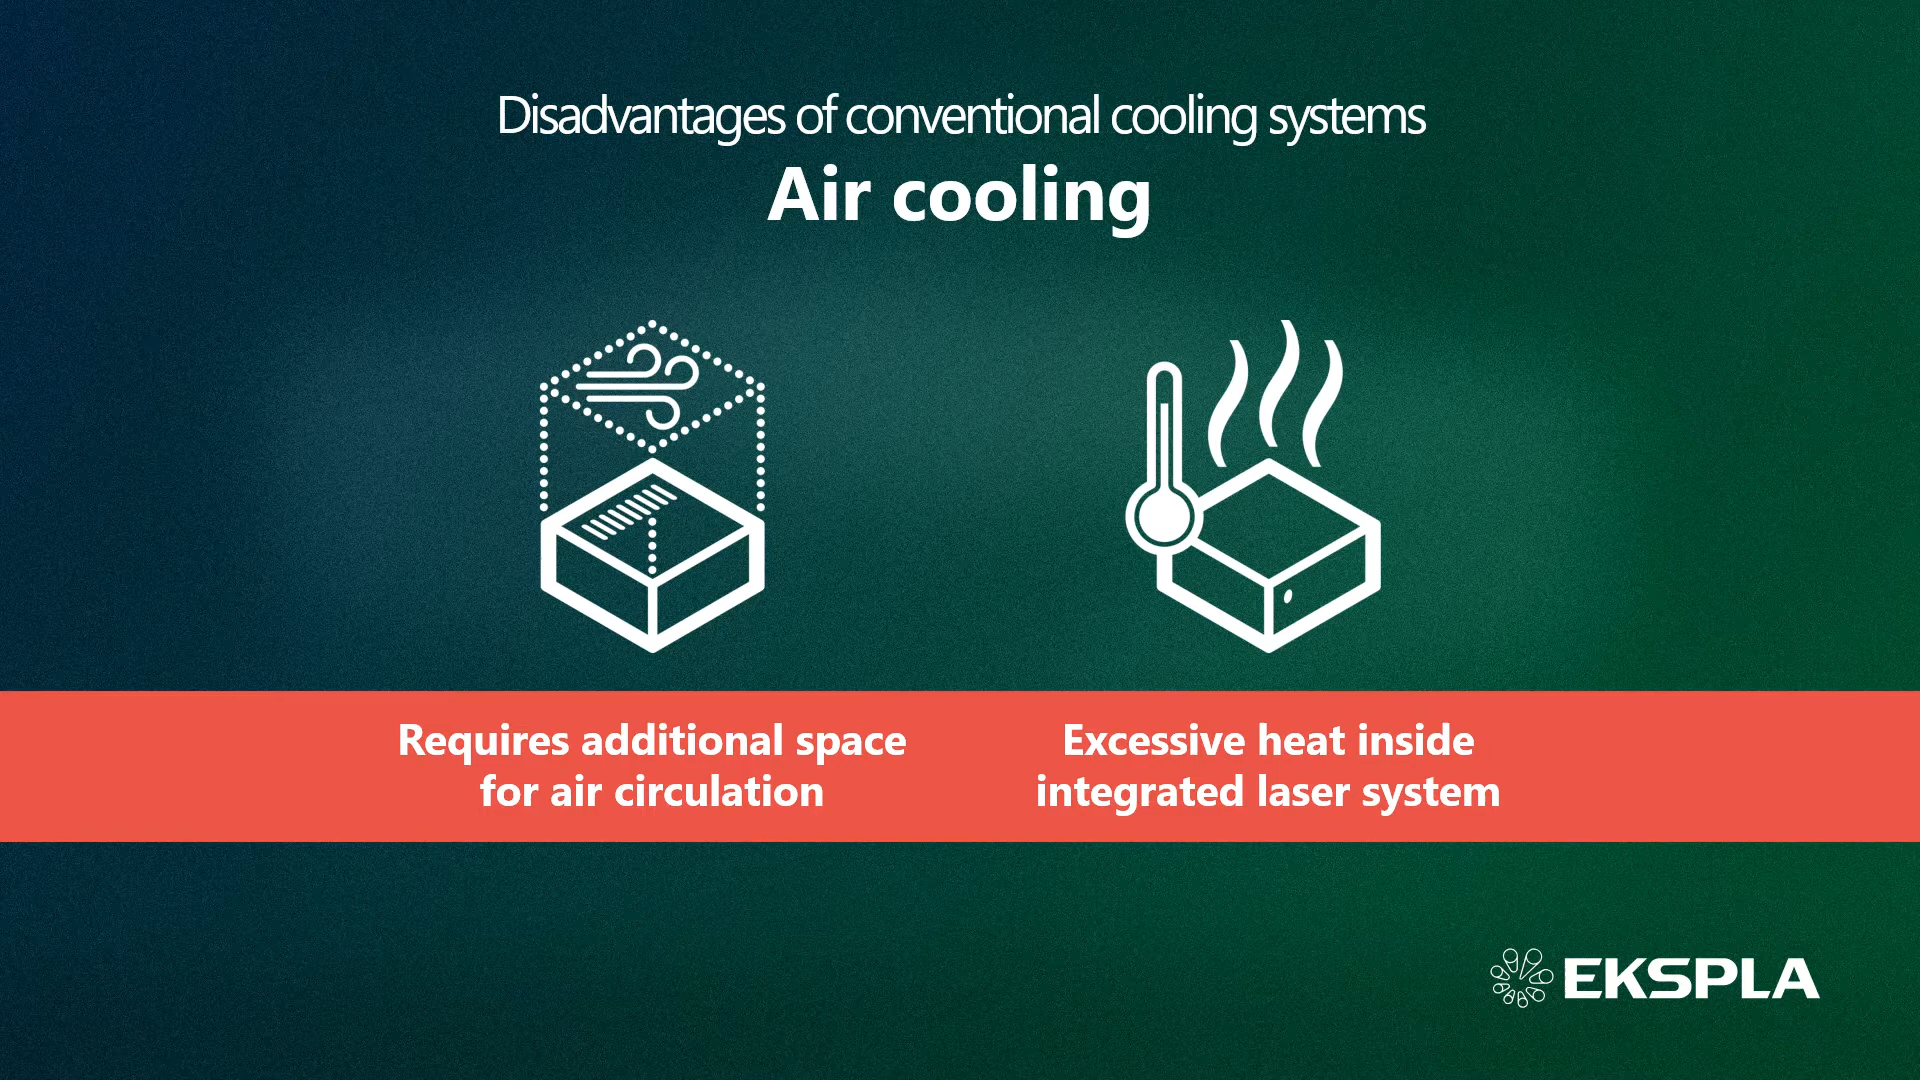 Disadvantages of conventional cooling systems
Air cooling
Requires additional space
for air circulation
Excessive heat inside
integrated laser system
EKSPLA